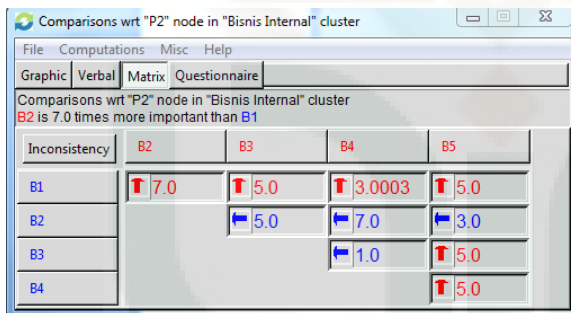 Comparisons wrt "P2" node in "Bisnis Internal" cluster
File Computations Misc Help
Graphic Verbal Matrix Questionnaire
Comparisons wrt "P2" node in "Bisnis Internal" cluster
B2 is 7.0 times more important than B1
Inconsistency B2 B3 B4 B5
B1 7.0 5.0 3.0003 5.0
B2 5.0 7.0 3.0
B3 1.0 5.0
B4 5.0